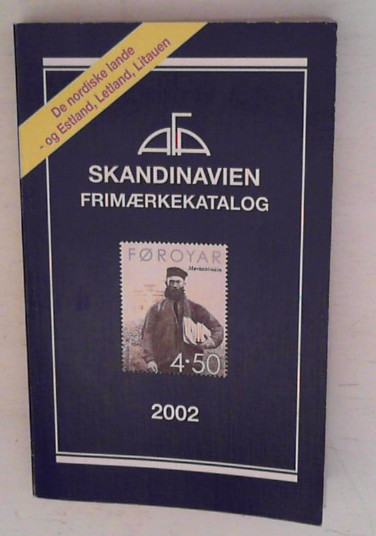 De nordiske lande
- og Estland, Letland, Litauen
AFA
SKANDINAVIEN
FRIMÆRKEKATALOG
FØROYAR
4·50
2002